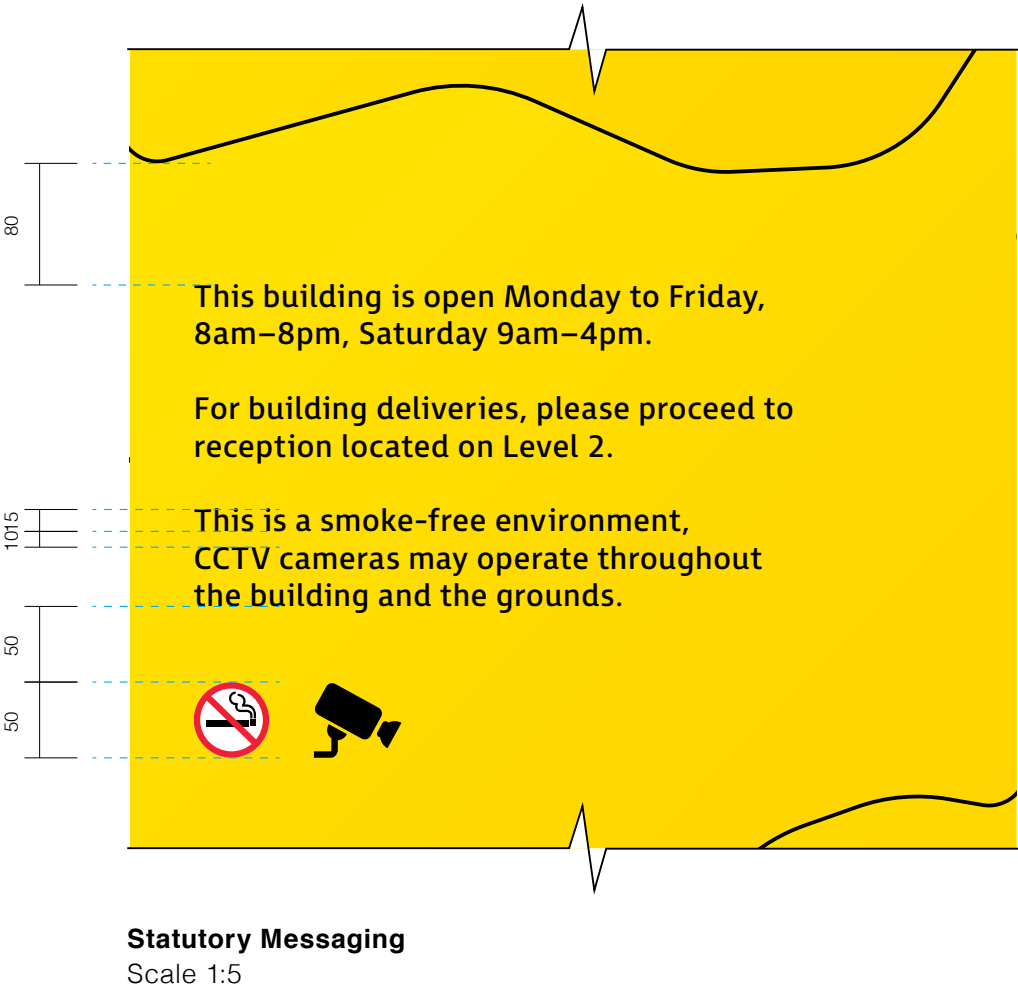 80
This building is open Monday to Friday,
8am–8pm, Saturday 9am–4pm.
For building deliveries, please proceed to
reception located on Level 2.
15
10
This is a smoke-free environment,
CCTV cameras may operate throughout
the building and the grounds.
50
50
Statutory Messaging
Scale 1:5